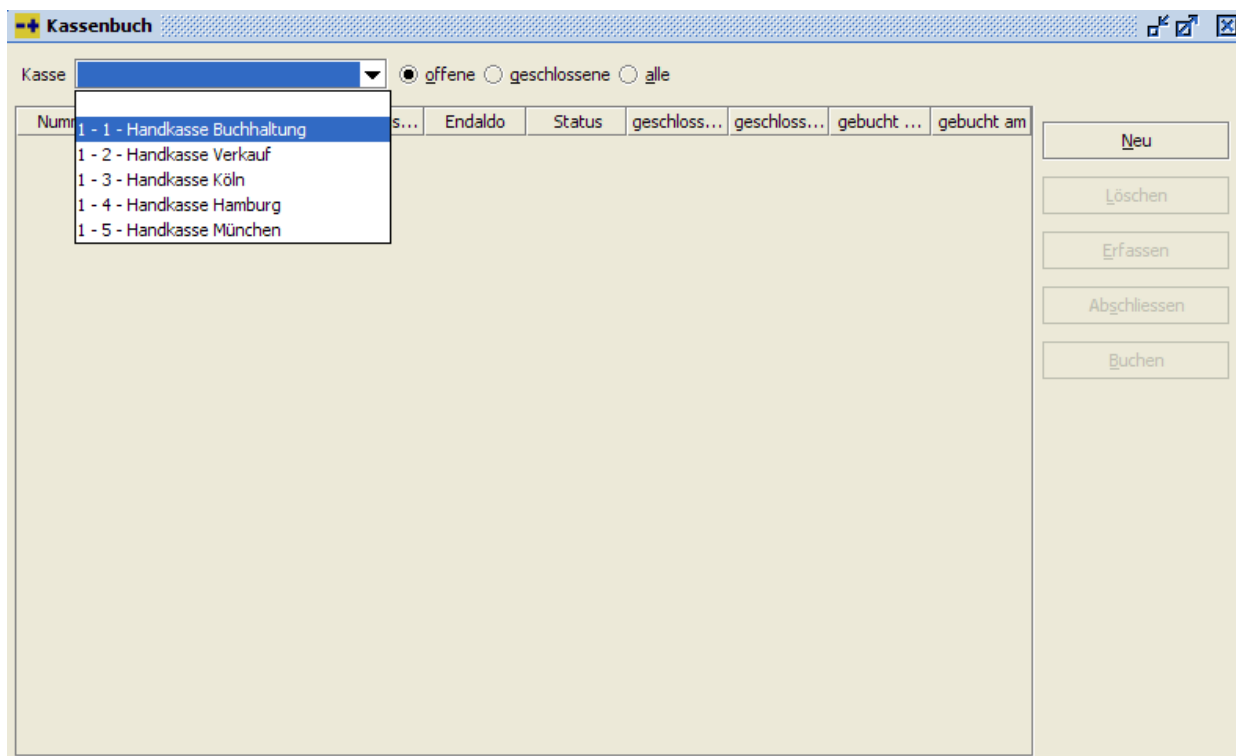 Kassenbuch
Kasse offene geschlossene alle
1 - 1 - Handkasse Buchhaltung
1 - 2 - Handkasse Verkauf
1 - 3 - Handkasse Köln
1 - 4 - Handkasse Hamburg
1 - 5 - Handkasse München
Endaldo Status geschloss... geschloss... gebucht ... gebucht am
Neu
Löschen
Erfassen
Abschliessen
Buchen